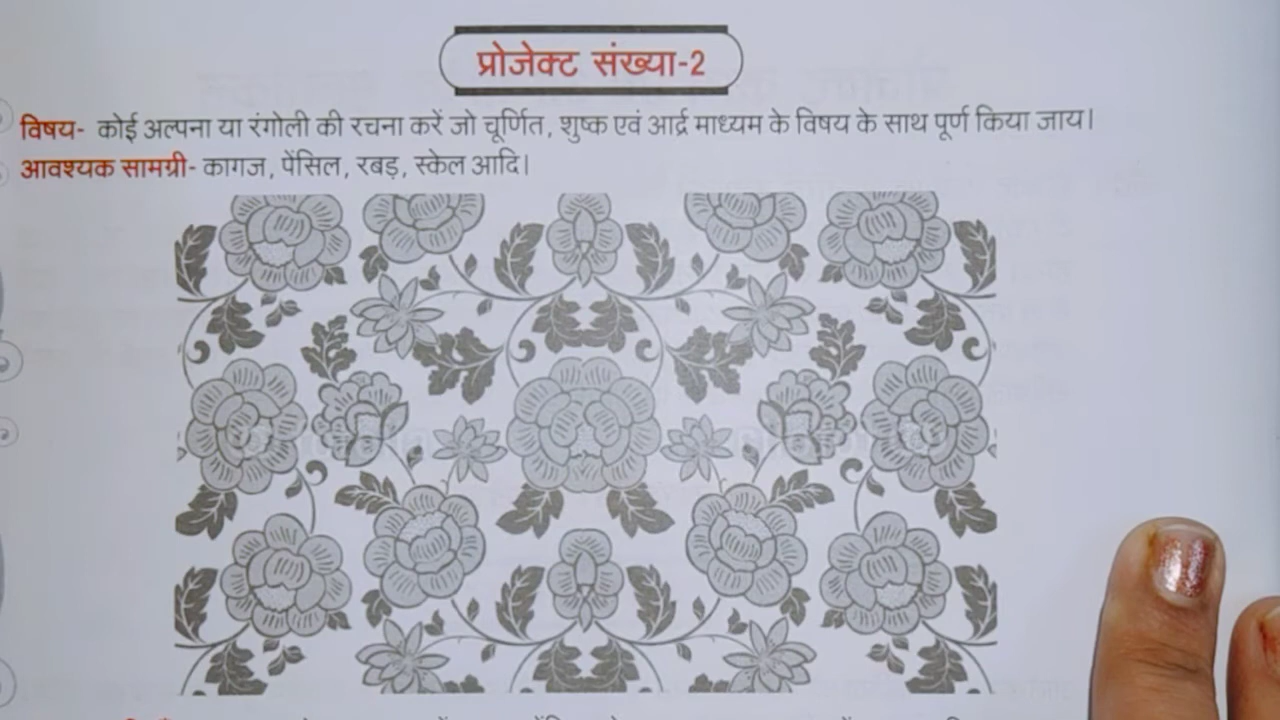 प्रोजेक्ट संख्या-2
विषय- कोई अल्पना या रंगोली की रचना करें जो चूर्णित, शुष्क एवं आर्द्र माध्यम के विषय के साथ पूर्ण किया जाय।
आवश्यक सामग्री- कागज, पेंसिल, रबड़, स्केल आदि।